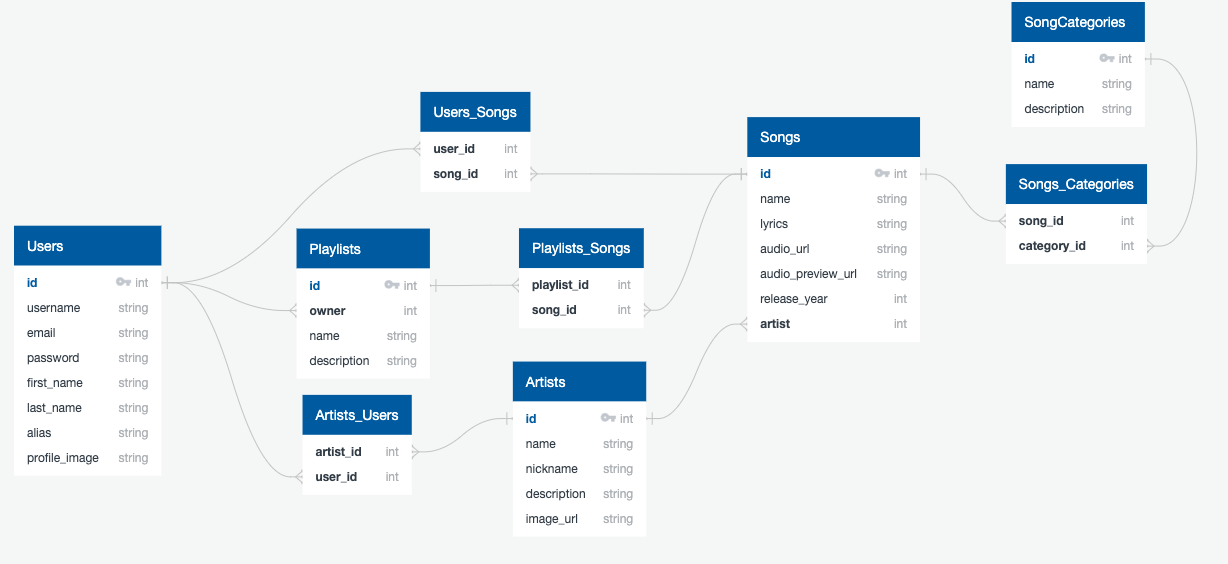 SongCategories
id int
name string
description string
Users_Songs
user_id int
song_id int
Songs
id int
name string
lyrics string
audio_url string
audio_preview_url string
release_year int
artist int
Songs_Categories
song_id int
category_id int
Users
id int
username string
email string
password string
first_name string
last_name string
alias string
profile_image string
Playlists
id int
owner int
name string
description string
Playlists_Songs
playlist_id int
song_id int
Artists_Users
artist_id int
user_id int
Artists
id int
name string
nickname string
description string
image_url string